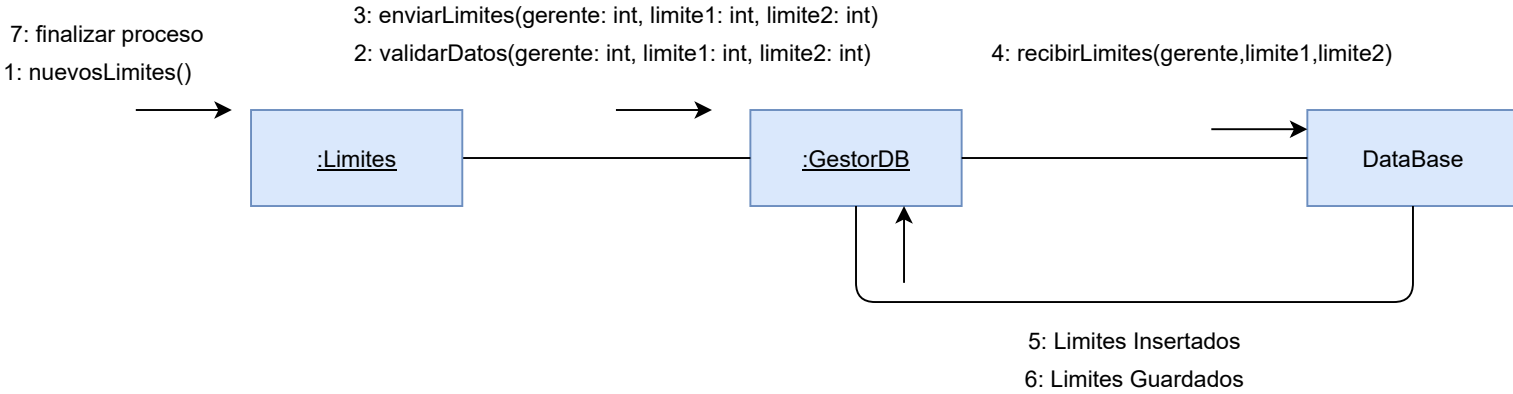 3: enviarLimites(gerente: int, limite1: int, limite2: int)
7: finalizar proceso
2: validarDatos(gerente: int, limite1: int, limite2: int)
4: recibirLimites(gerente,limite1,limite2)
1: nuevosLimites()
:Limites
:GestorDB
DataBase
5: Limites Insertados
6: Limites Guardados